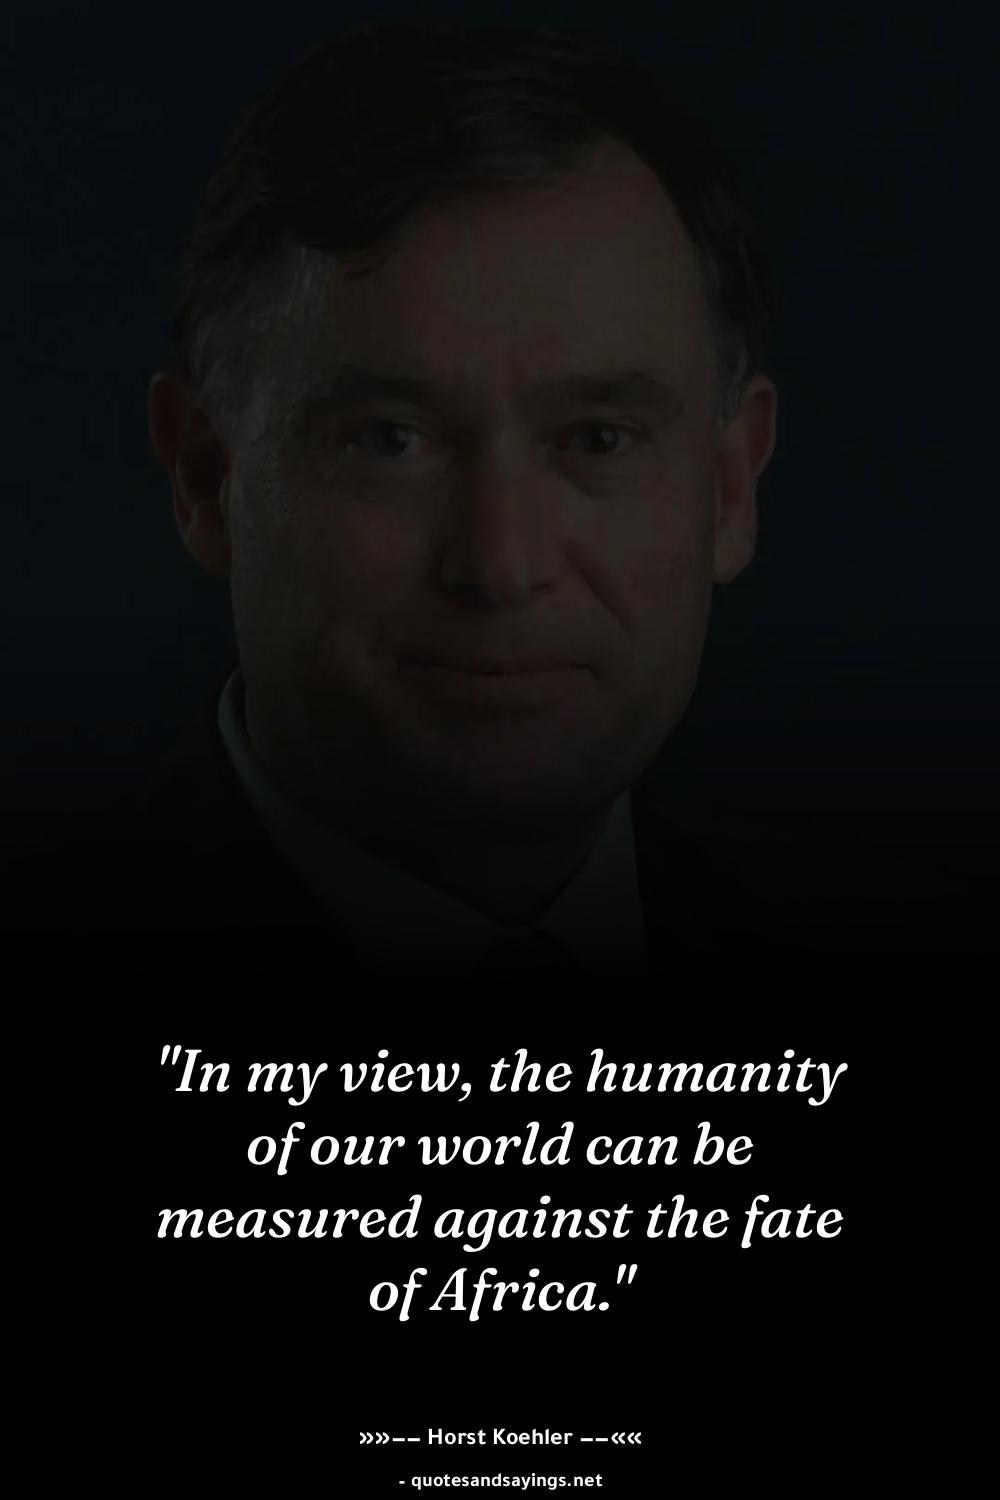 "In my view, the humanity
of our world can be
measured against the fate
of Africa."
»»–– Horst Koehler ––««
- quotesandsayings.net